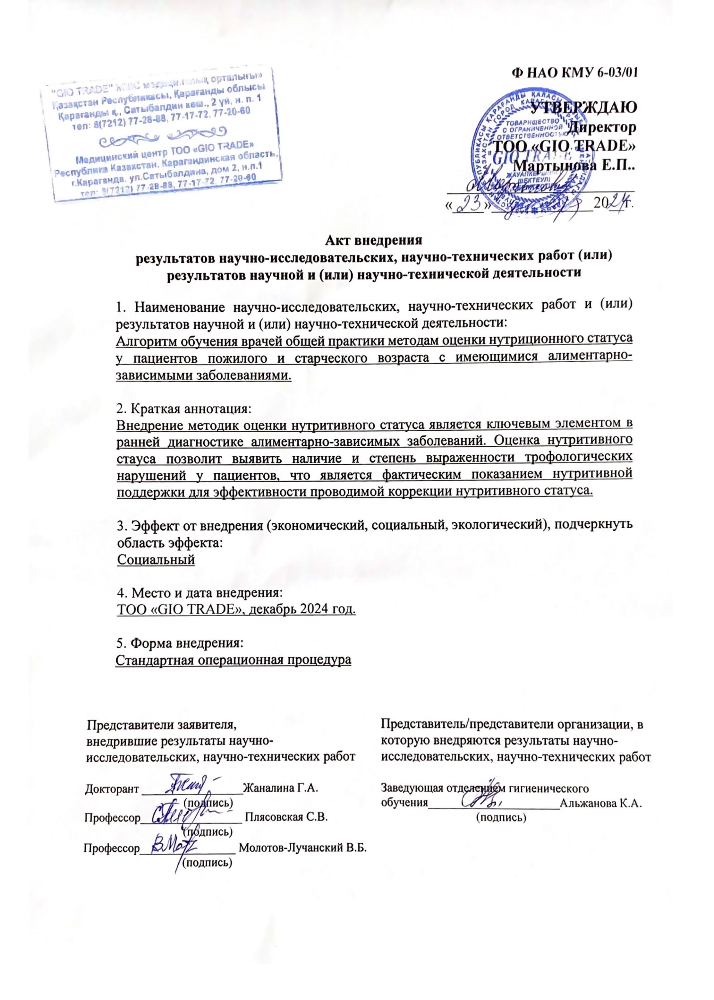 "GIO TRADE" ЖШС медициналық орталығы»
Қазақстан Республикасы, Қарағанды облысы
Қарағанды қ., Сатыбалдин көш., 2 үй, н. п. 1
тел: 8(7212) 77-28-88, 77-17-72, 77-20-60
Медицинский центр ТОО «GIO TRADE»
Республика Казахстан, Карагандинская область,
г.Караганда, ул.Сатыбалдина, дом 2, н.п.1
тел: 8(7212) 77-28-88, 77-17-72, 77-20-60
Ф НАО КМУ 6-03/01
УТВЕРЖДАЮ
Директор
ТОО «GIO TRADE»
Мартынова Е.П..
«23» 2024г.
ТОВАРИЩЕСТВО
С ОГРАНИЧЕННОЙ
ОТВЕТСТВЕННОСТЬЮ
GIO TRADE
ШЕКТЕУЛІ
Акт внедрения
результатов научно-исследовательских, научно-технических работ (или)
результатов научной и (или) научно-технической деятельности
1. Наименование научно-исследовательских, научно-технических работ и (или)
результатов научной и (или) научно-технической деятельности:
Алгоритм обучения врачей общей практики методам оценки нутриционного статуса
у пациентов пожилого и старческого возраста с имеющимися алиментарно-
зависимыми заболеваниями.
2. Краткая аннотация:
Внедрение методик оценки нутритивного статуса является ключевым элементом в
ранней диагностике алиментарно-зависимых заболеваний. Оценка нутритивного
стауса позволит выявить наличие и степень выраженности трофологических
нарушений у пациентов, что является фактическим показанием нутритивной
поддержки для эффективности проводимой коррекции нутритивного статуса.
3. Эффект от внедрения (экономический, социальный, экологический), подчеркнуть
область эффекта:
Социальный
4. Место и дата внедрения:
ТОО «GIO TRADE», декабрь 2024 год.
5. Форма внедрения:
Стандартная операционная процедура
Представители заявителя,
внедрившие результаты научно-
исследовательских, научно-технических работ
Докторант Жаналина Г.А.
(подпись)
Профессор Плясовская С.В.
(подпись)
Профессор Молотов-Лучанский В.Б.
(подпись)
Представитель/представители организации, в
которую внедряются результаты научно-
исследовательских, научно-технических работ
Заведующая отделением гигиенического
обучения Альжанова К.А.
(подпись)